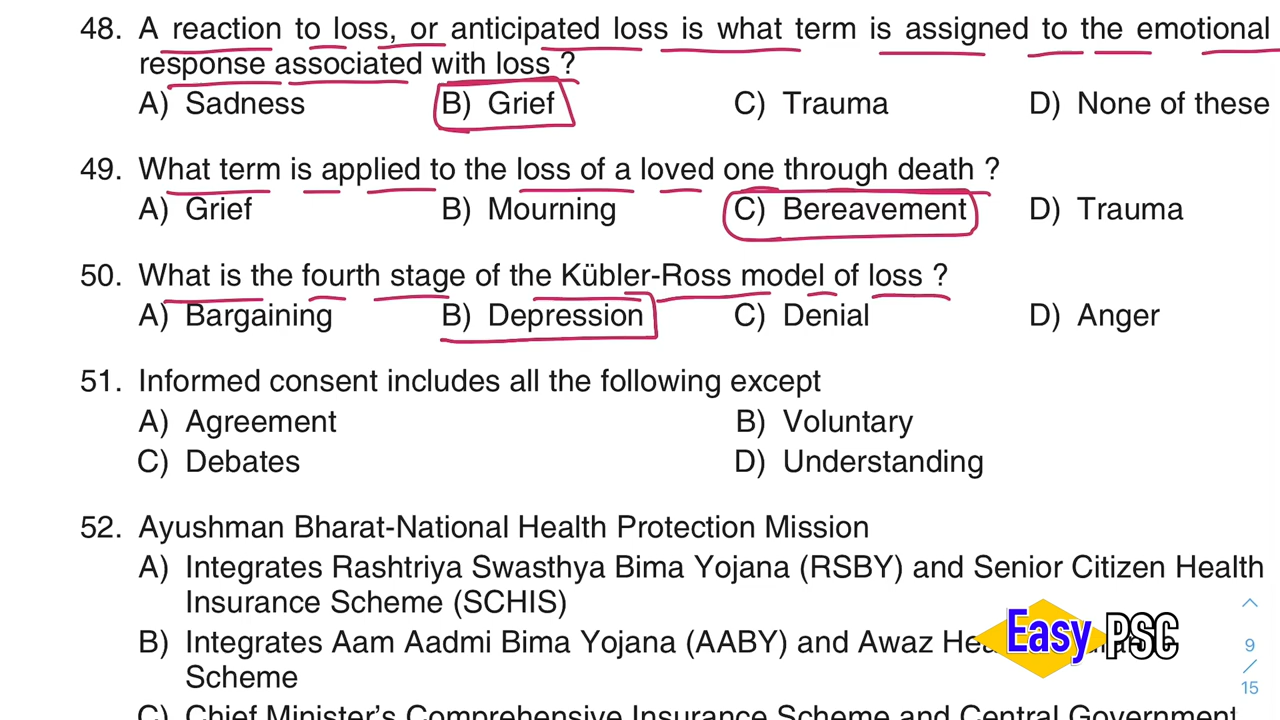 48. A reaction to loss, or anticipated loss is what term is assigned to the emotional
response associated with loss ?
A) Sadness B) Grief C) Trauma D) None of these
49. What term is applied to the loss of a loved one through death ?
A) Grief B) Mourning C) Bereavement D) Trauma
50. What is the fourth stage of the Kübler-Ross model of loss ?
A) Bargaining B) Depression C) Denial D) Anger
51. Informed consent includes all the following except
A) Agreement B) Voluntary
C) Debates D) Understanding
52. Ayushman Bharat-National Health Protection Mission
A) Integrates Rashtriya Swasthya Bima Yojana (RSBY) and Senior Citizen Health
Insurance Scheme (SCHIS)
B) Integrates Aam Aadmi Bima Yojana (AABY) and Awaz
Scheme
C) Chief Minister's Comprehensive Insurance Scheme and Central Government
Easy PSC
9
/
15